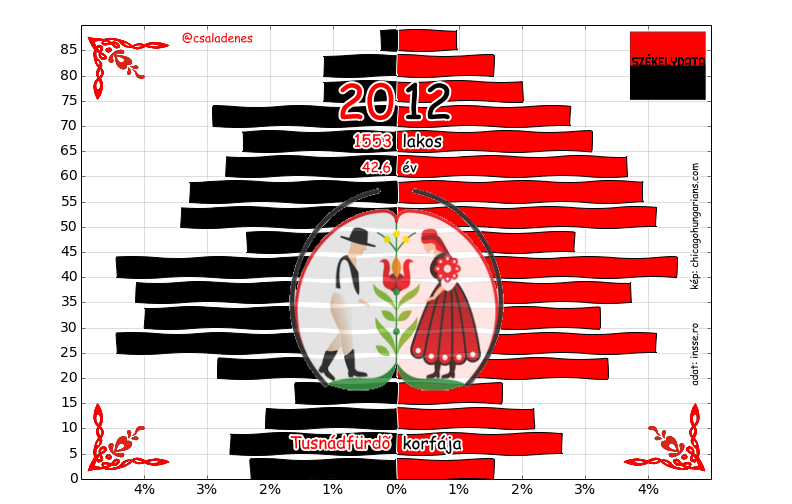 @csaladenes
SZÉKELYDATA
2012
1553 lakos
42.6 év
kép: chicagohungarians.com
adat: insse.ro
Tusnádfürdő korfája
85
80
75
70
65
60
55
50
45
40
35
30
25
20
15
10
5
0
4% 3% 2% 1% 0% 1% 2% 3% 4%